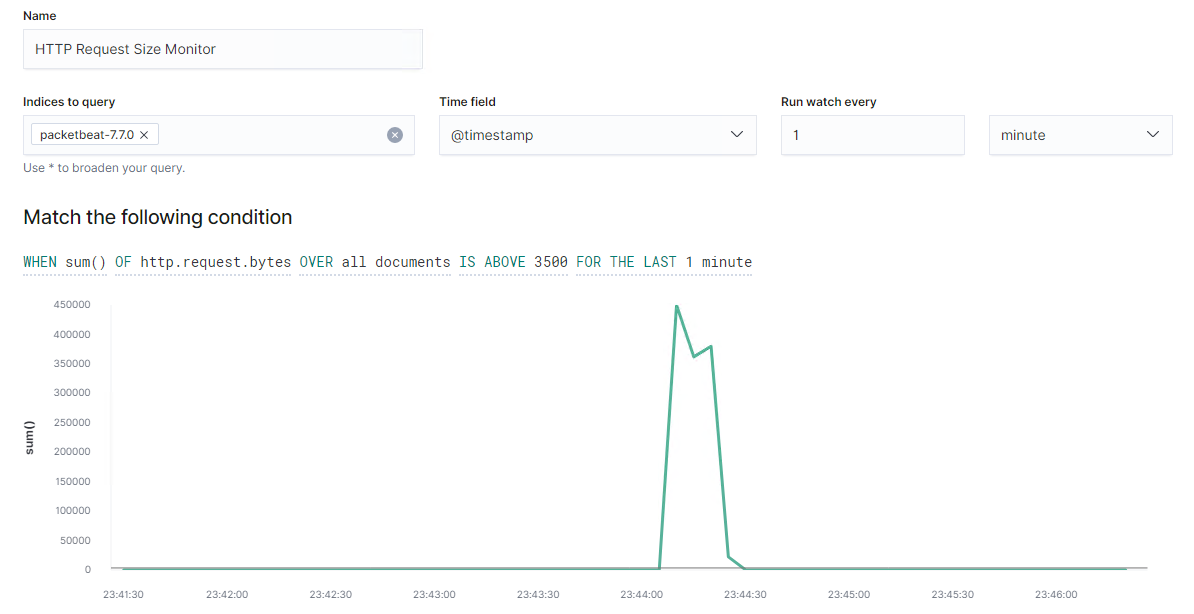 Name
HTTP Request Size Monitor
Indices to query Time field Run watch every
packetbeat-7.7.0 @timestamp 1 minute
Use * to broaden your query.
Match the following condition
WHEN sum() OF http.request.bytes OVER all documents IS ABOVE 3500 FOR THE LAST 1 minute
450000
400000
350000
300000
250000
200000
150000
100000
50000
0
sum()
23:41:30 23:42:00 23:42:30 23:43:00 23:43:30 23:44:00 23:44:30 23:45:00 23:45:30 23:46:00